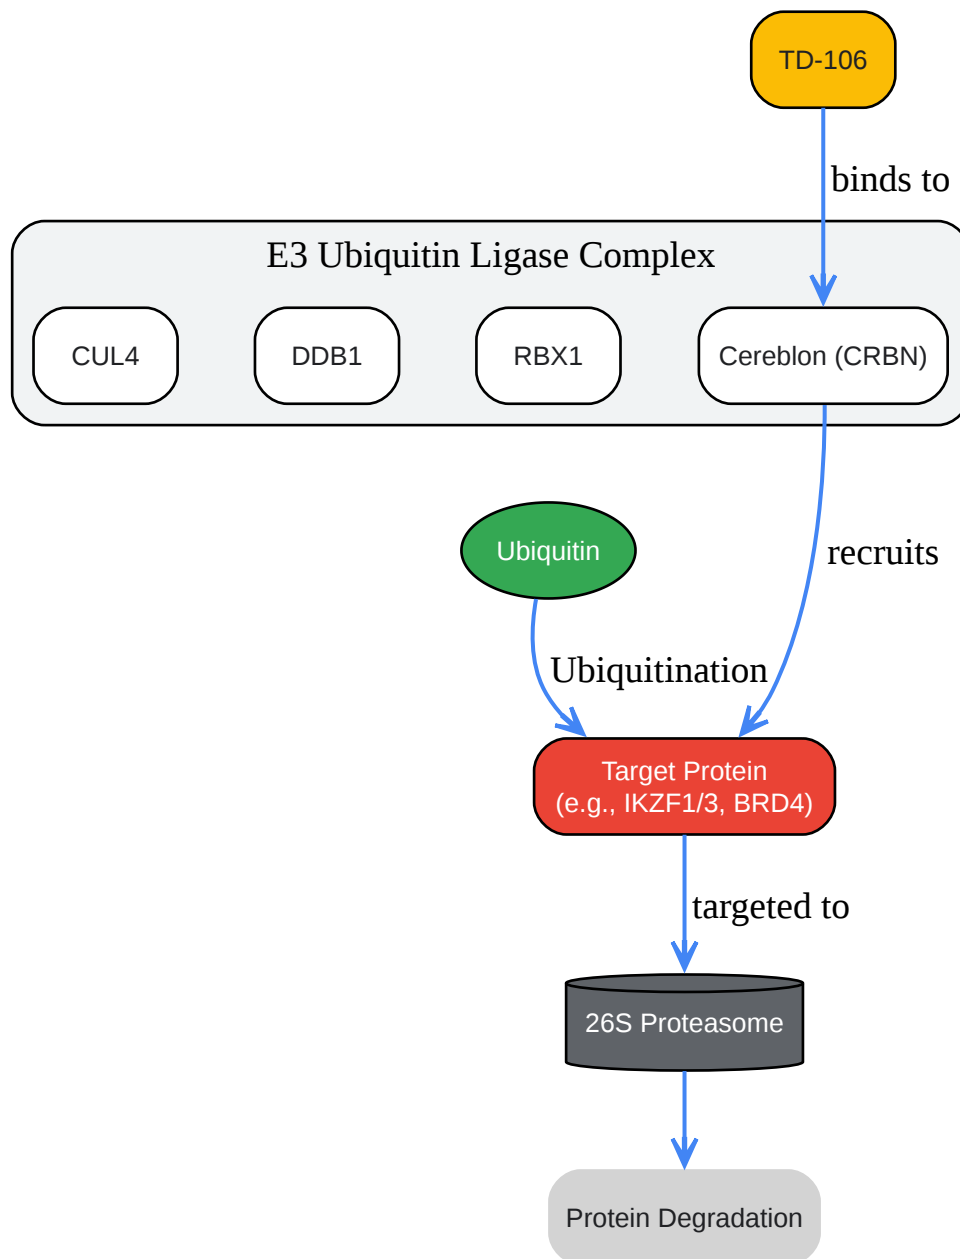 TD-106
binds to
E3 Ubiquitin Ligase Complex
CUL4
DDB1
RBX1
Cereblon (CRBN)
Ubiquitin
recruits
Ubiquitination
Target Protein
(e.g., IKZF1/3, BRD4)
targeted to
26S Proteasome
Protein Degradation